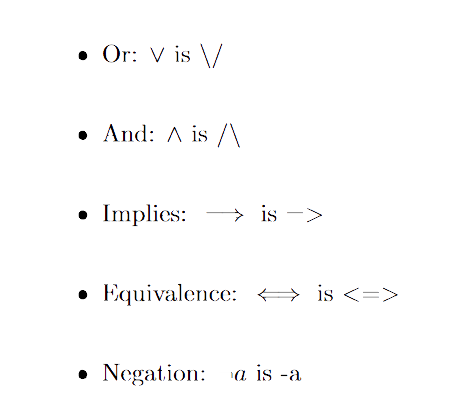 • Or: ∨ is \/
• And: ∧ is /\
• Implies: ⟶ is −>
• Equivalence: ⟺ is <=>
• Negation: a is -a